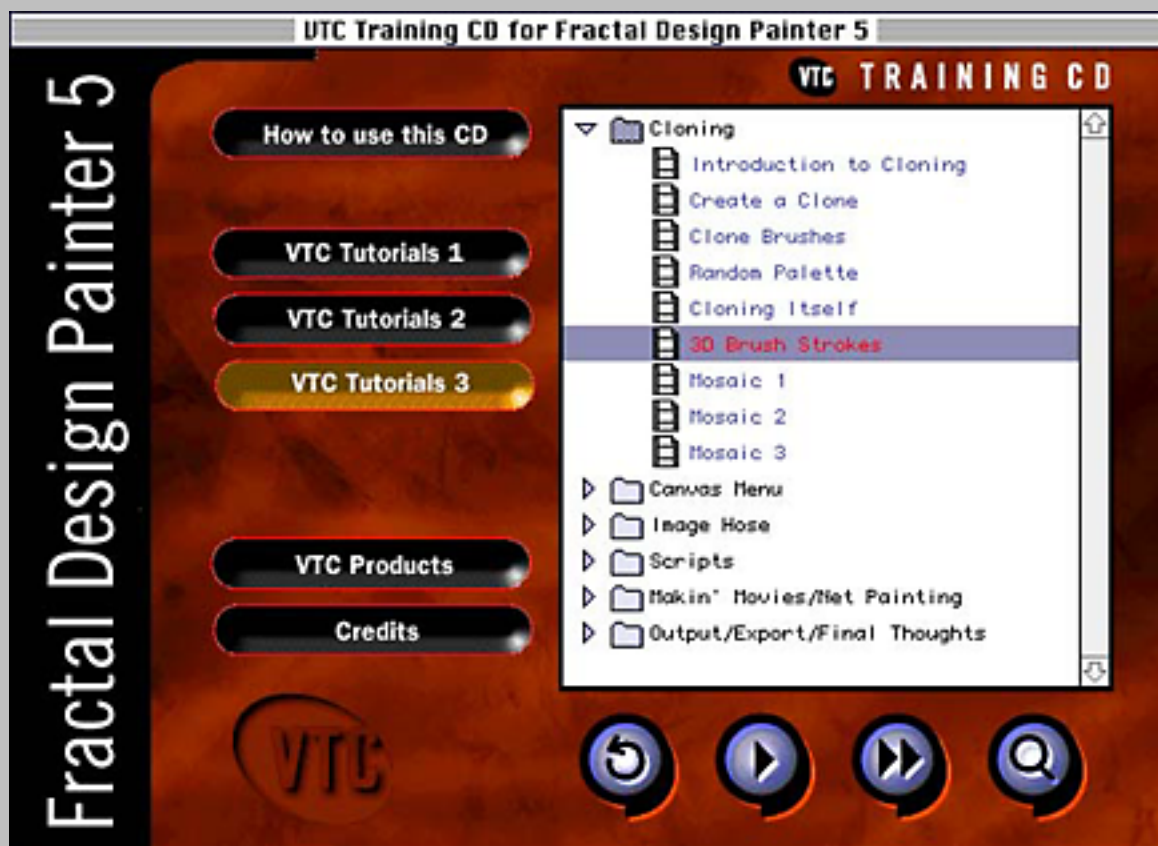 VTC Training CD for Fractal Design Painter 5
Fractal Design Painter 5
VTC TRAINING CD
How to use this CD
VTC Tutorials 1
VTC Tutorials 2
VTC Tutorials 3
VTC Products
Credits
VTC
Cloning
Introduction to Cloning
Create a Clone
Clone Brushes
Random Palette
Cloning Itself
3D Brush Strokes
Mosaic 1
Mosaic 2
Mosaic 3
Canvas Menu
Image Hose
Scripts
Makin' Movies/Net Painting
Output/Export/Final Thoughts